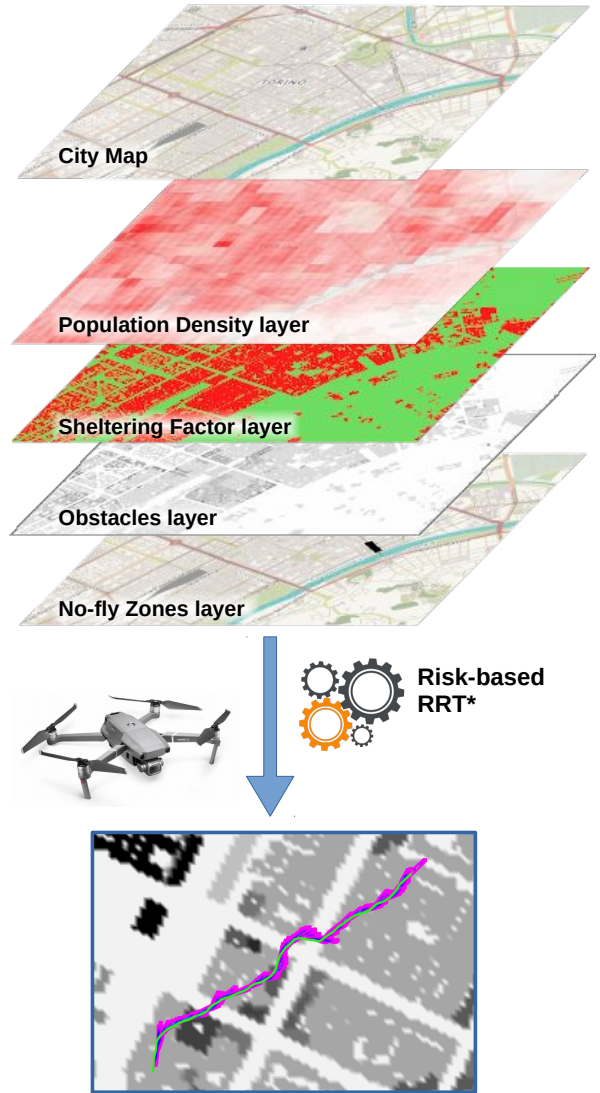 TORINO
City Map
Population Density layer
Sheltering Factor layer
Obstacles layer
No-fly Zones layer
Risk-based
RRT*